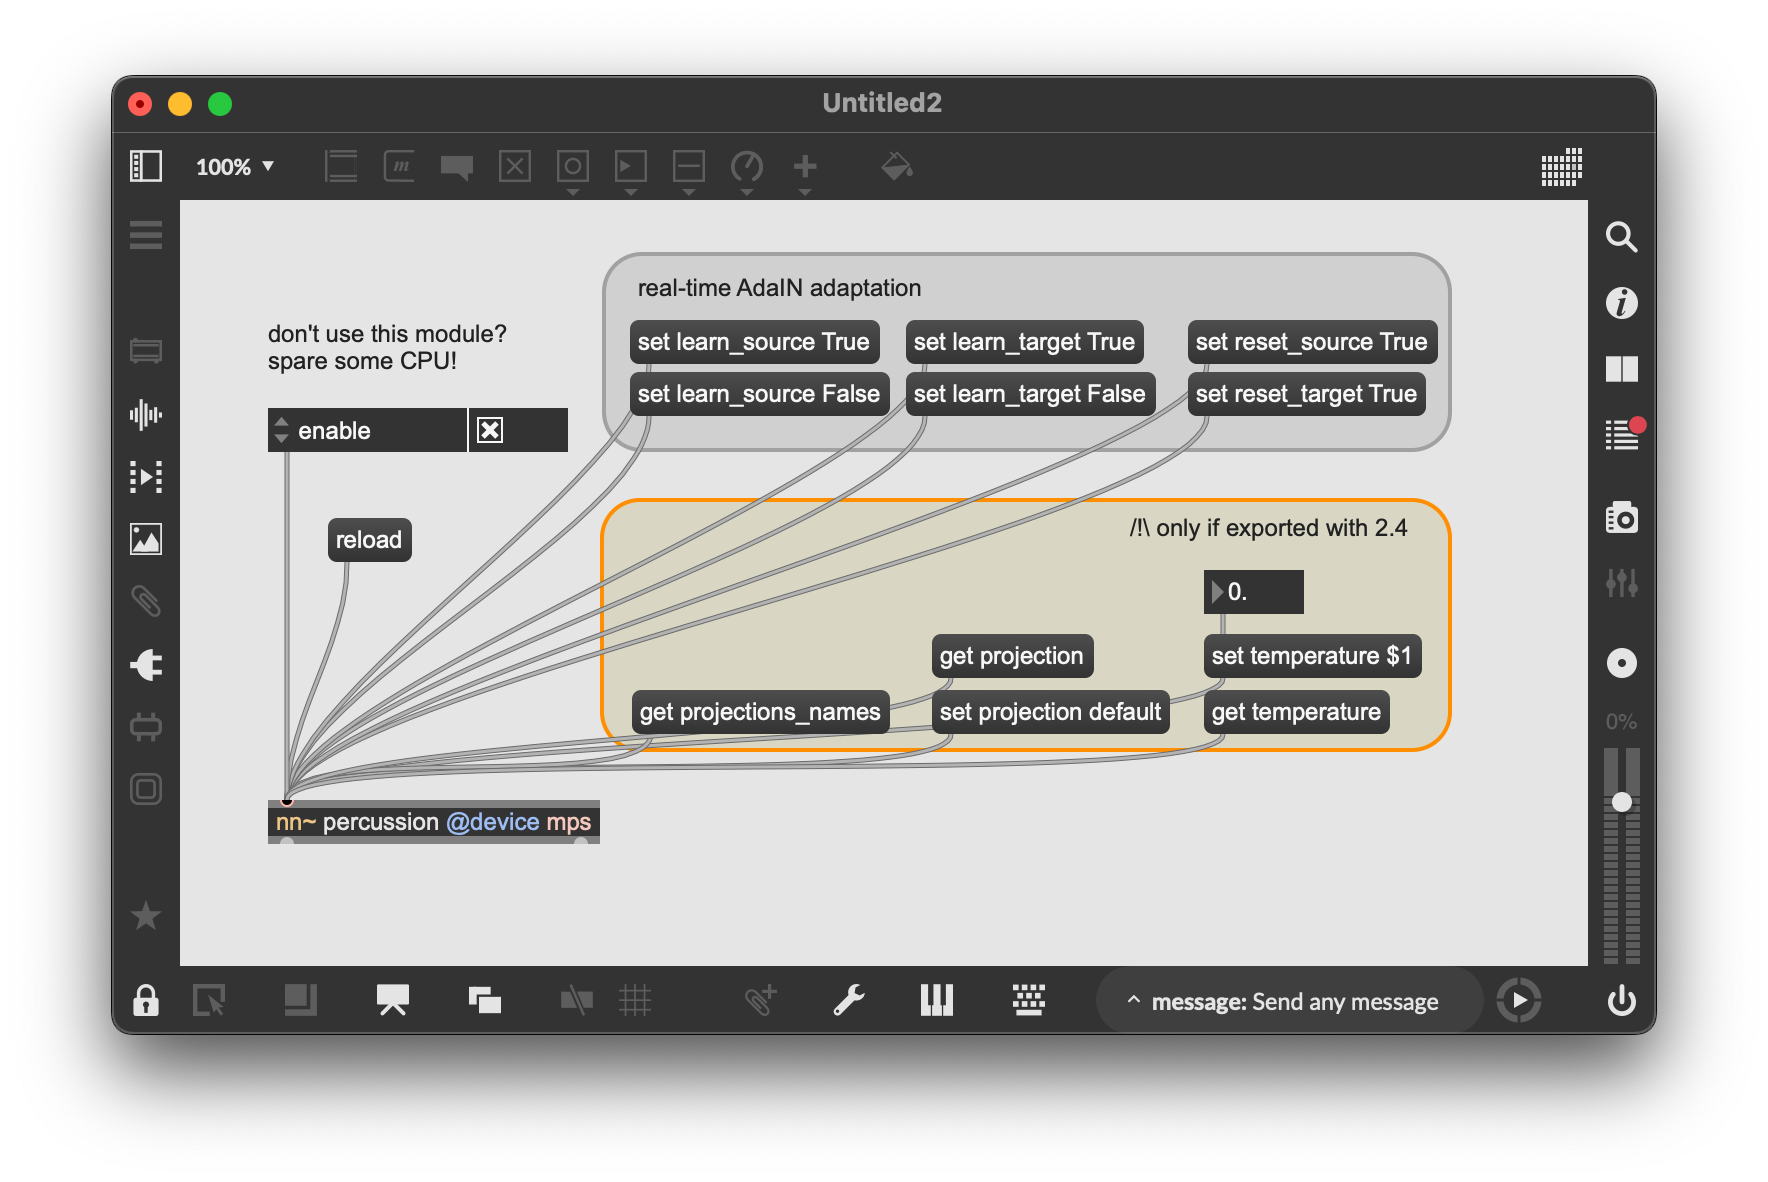 Untitled2
100%
real-time AdaIN adaptation
don't use this module?
spare some CPU!
set learn_source True
set learn_target True
set reset_source True
set learn_source False
set learn_target False
set reset_target True
enable
reload
/!\ only if exported with 2.4
0.
get projection
set temperature $1
get projections_names
set projection default
get temperature
0%
nn~ percussion @device mps
message: Send any message